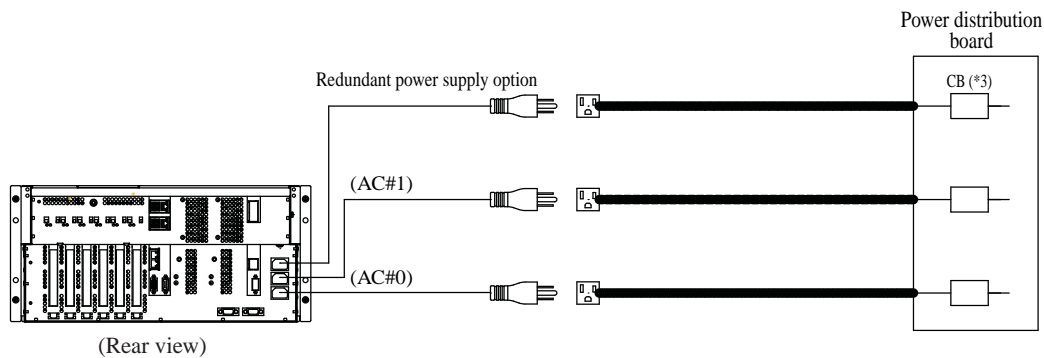 Power distribution
board
CB (*3)
Redundant power supply option
(AC#1)
(AC#0)
(Rear view)